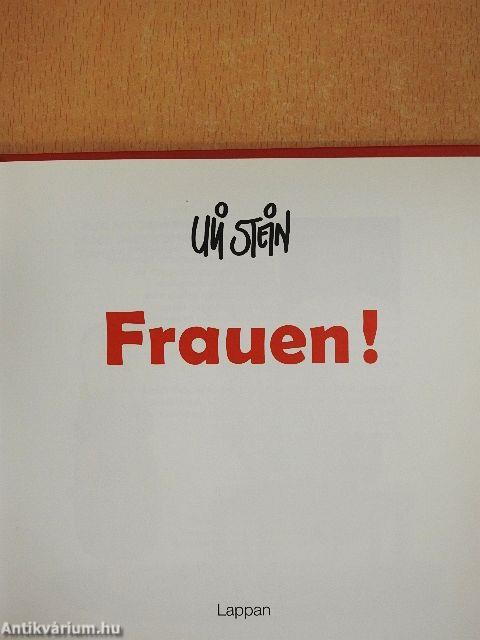 Uli Stein
Frauen!
Lappan
Antikvárium.hu